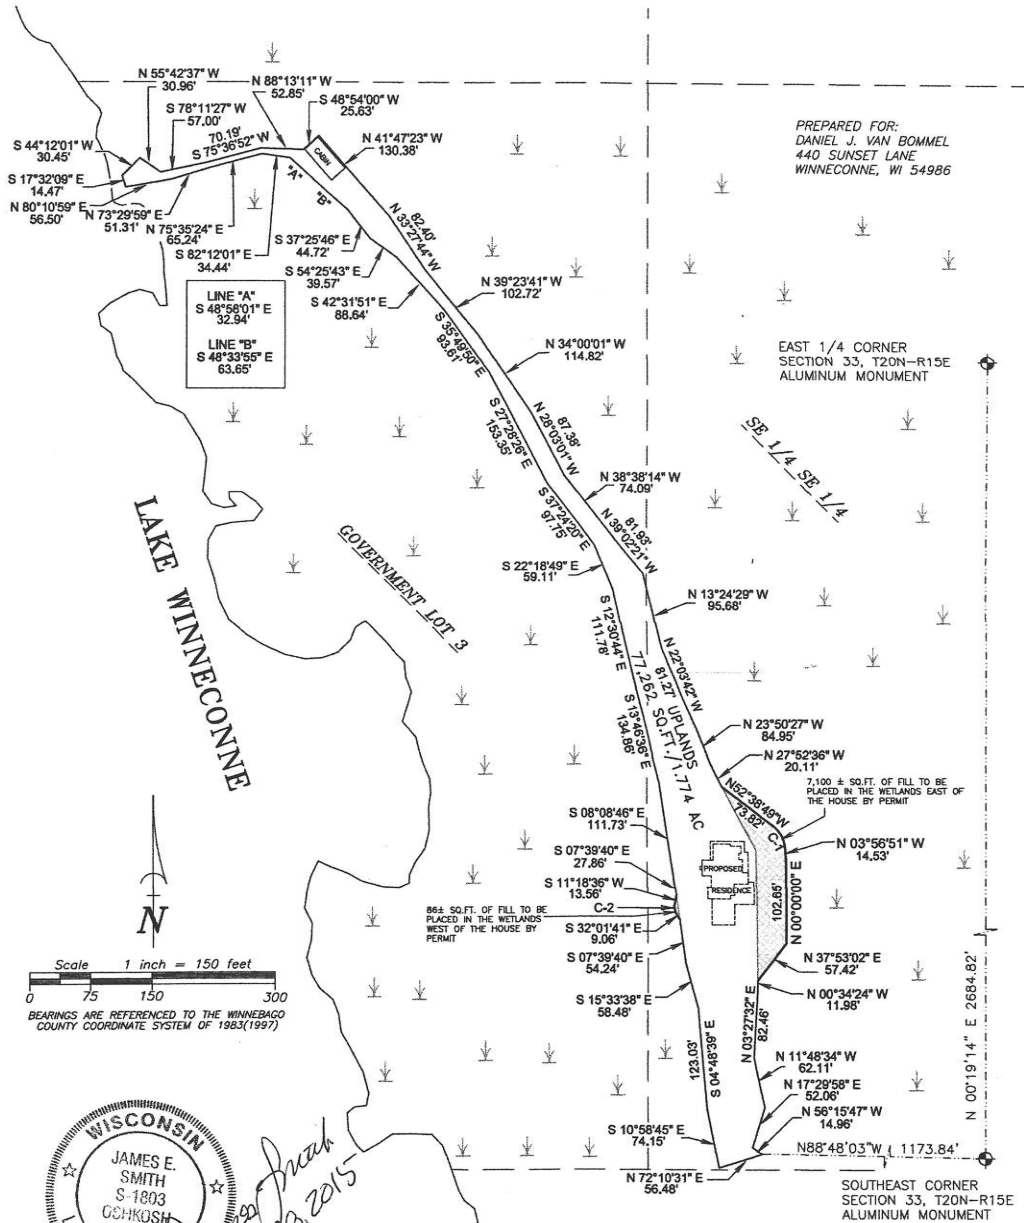 N 55°42'37" W
30.96'
N 88°13'11" W
52.85'
S 48°54'00" W
25.63'
S 78°11'27" W
57.00'
70.19'
S 75°36'52" W
S 44°12'01" W
30.45'
CABIN
N 41°47'23" W
130.38'
S 17°32'09" E
14.47'
"A"
"B"
N 80°10'59" E
56.50'
N 73°29'59" E
51.31'
N 75°35'24" E
65.24'
S 82°12'01" E
34.44'
S 37°25'46" E
44.72'
S 54°25'43" E
39.57'
S 42°31'51" E
88.64'
82.40'
N 33°27'44" W
PREPARED FOR:
DANIEL J. VAN BOMMEL
440 SUNSET LANE
WINNECONNE, WI 54986
LINE "A"
S 48°56'01" E
32.94'
LINE "B"
S 48°33'55" E
63.65'
N 39°23'41" W
102.72'
S 35°49'50" E
93.61'
N 34°00'01" W
114.82'
EAST 1/4 CORNER
SECTION 33, T20N-R15E
ALUMINUM MONUMENT
S 27°28'26" E
153.35'
87.38'
N 28°03'01" W
SE 1/4 SE 1/4
N 38°38'14" W
74.09'
S 37°24'20" E
97.75'
81.93'
N 39°02'21" W
LAKE WINNECONNE
GOVERNMENT LOT 3
S 22°18'49" E
59.11'
N 13°24'29" W
95.68'
S 12°30'44" E
111.78'
N 22°03'42" W
81.27'
UPLANDS
77,262 SQ.FT./1.774 AC
S 13°46'36" E
134.86'
N 23°50'27" W
84.95'
N 27°52'36" W
20.11'
N52°38'49"W
73.82'
C-1
7,100 ± SQ.FT. OF FILL TO BE
PLACED IN THE WETLANDS EAST OF
THE HOUSE BY PERMIT
S 08°08'46" E
111.73'
N 03°56'51" W
14.53'
S 07°39'40" E
27.86'
PROPOSED
RESIDENCE
S 11°18'36" W
13.56'
C-2
86± SQ.FT. OF FILL TO BE
PLACED IN THE WETLANDS
WEST OF THE HOUSE BY
PERMIT
102.65'
N 00°00'00" E
S 32°01'41" E
9.06'
S 07°39'40" E
54.24'
N 37°53'02" E
57.42'
S 15°33'38" E
58.48'
N 00°34'24" W
11.98'
N 03°27'32" E
82.46'
123.03'
S 04°48'39" E
N 11°48'34" W
62.11'
N 17°29'58" E
52.06'
N 56°15'47" W
14.96'
S 10°58'45" E
74.15'
N 72°10'31" E
56.48'
N 00°19'14" E 2684.82'
N88°48'03"W 1173.84'
SOUTHEAST CORNER
SECTION 33, T20N-R15E
ALUMINUM MONUMENT
N
Scale 1 inch = 150 feet
0 75 150 300
BEARINGS ARE REFERENCED TO THE WINNEBAGO
COUNTY COORDINATE SYSTEM OF 1983(1997)
WISCONSIN
JAMES E.
SMITH
S-1803
OSHKOSH
Smith
2015